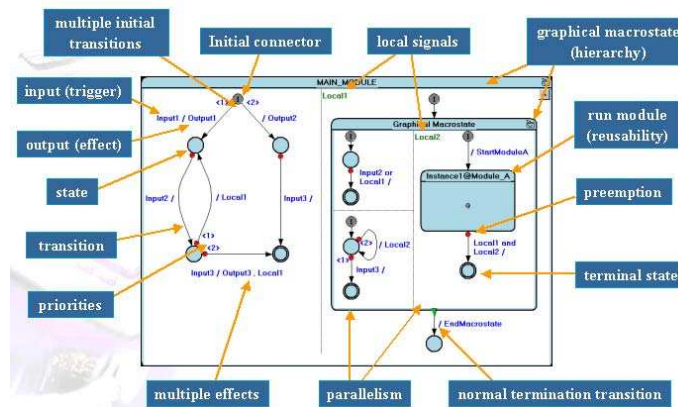 multiple initial
transitions
Initial connector
local signals
graphical macrostate
(hierarchy)
input (trigger)
output (effect)
state
transition
priorities
multiple effects
parallelism
normal termination transition
terminal state
preemption
run module
(reusability)
MAIN_MODULE
<1> <2>
Input1 / Output1
/ Output2
Input2 /
/ Local1
Input3 /
<1>
<2>
Input3 / Output3 , Local1
Local1
Graphical Macrostate
Local2
Input2 or
Local1 /
<2>
/ Local2
<1>
Input3 /
/ StartModuleA
Instance1@Module_A
Local1 and
Local2 /
/ EndMacrostate